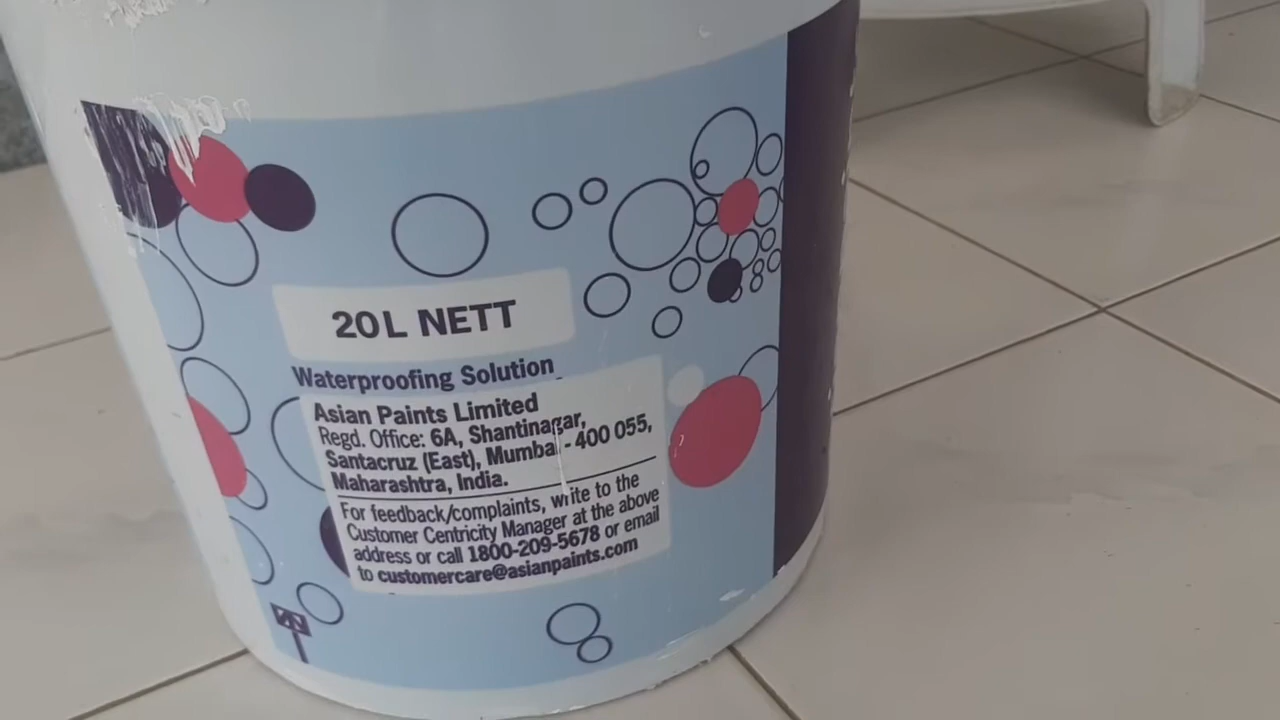 20L NETT
Waterproofing Solution
Asian Paints Limited
Regd. Office: 6A, Shantinagar,
Santacruz (East), Mumbai - 400 055,
Maharashtra, India.
For feedback/complaints, write to the
Customer Centricity Manager at the above
address or call 1800-209-5678 or email
to customercare@asianpaints.com